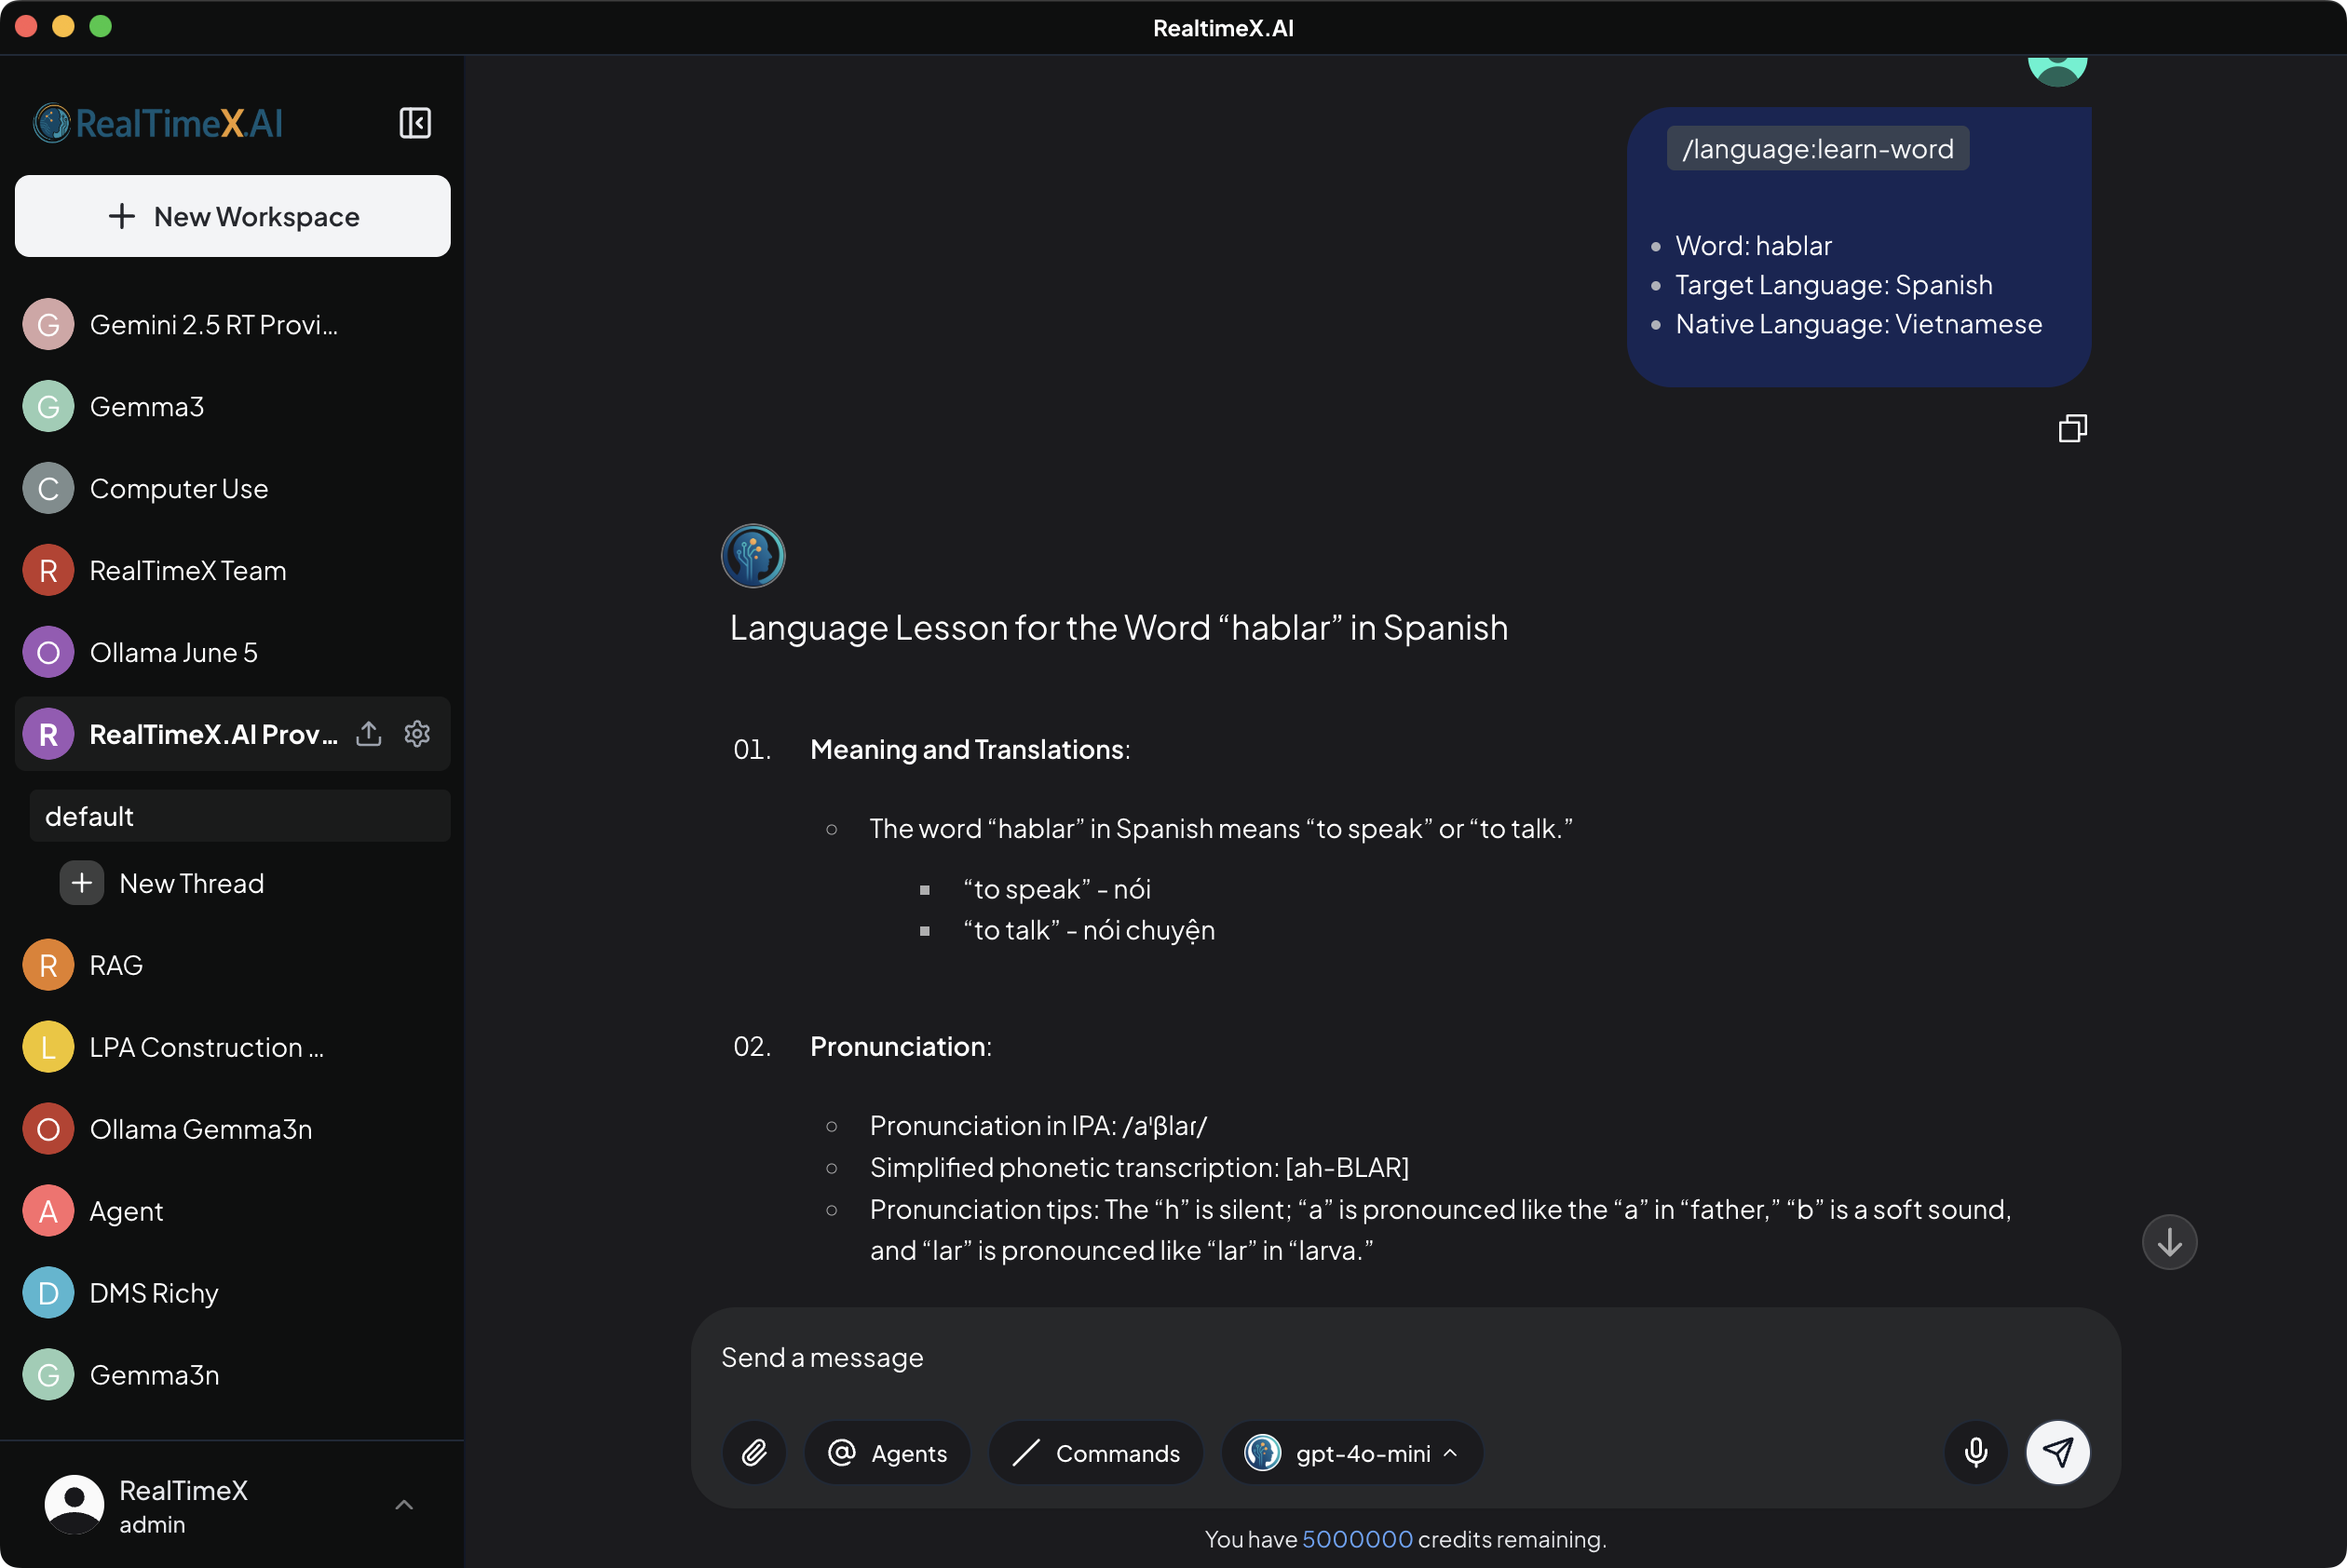 RealtimeX.AI
RealTimeX.AI
New Workspace
G Gemini 2.5 RT Provi...
G Gemma3
C Computer Use
R RealTimeX Team
O Ollama June 5
R RealTimeX.AI Prov...
default
New Thread
R RAG
L LPA Construction ...
O Ollama Gemma3n
A Agent
D DMS Richy
G Gemma3n
RealTimeX
admin
/language:learn-word
Word: hablar
Target Language: Spanish
Native Language: Vietnamese
Language Lesson for the Word “hablar” in Spanish
01. Meaning and Translations:
The word “hablar” in Spanish means “to speak” or “to talk.”
“to speak” - nói
“to talk” - nói chuyện
02. Pronunciation:
Pronunciation in IPA: /aˈβlaɾ/
Simplified phonetic transcription: [ah-BLAR]
Pronunciation tips: The “h” is silent; “a” is pronounced like the “a” in “father,” “b” is a soft sound,
and “lar” is pronounced like “lar” in “larva.”
Send a message
Agents
Commands
gpt-4o-mini
You have 5000000 credits remaining.